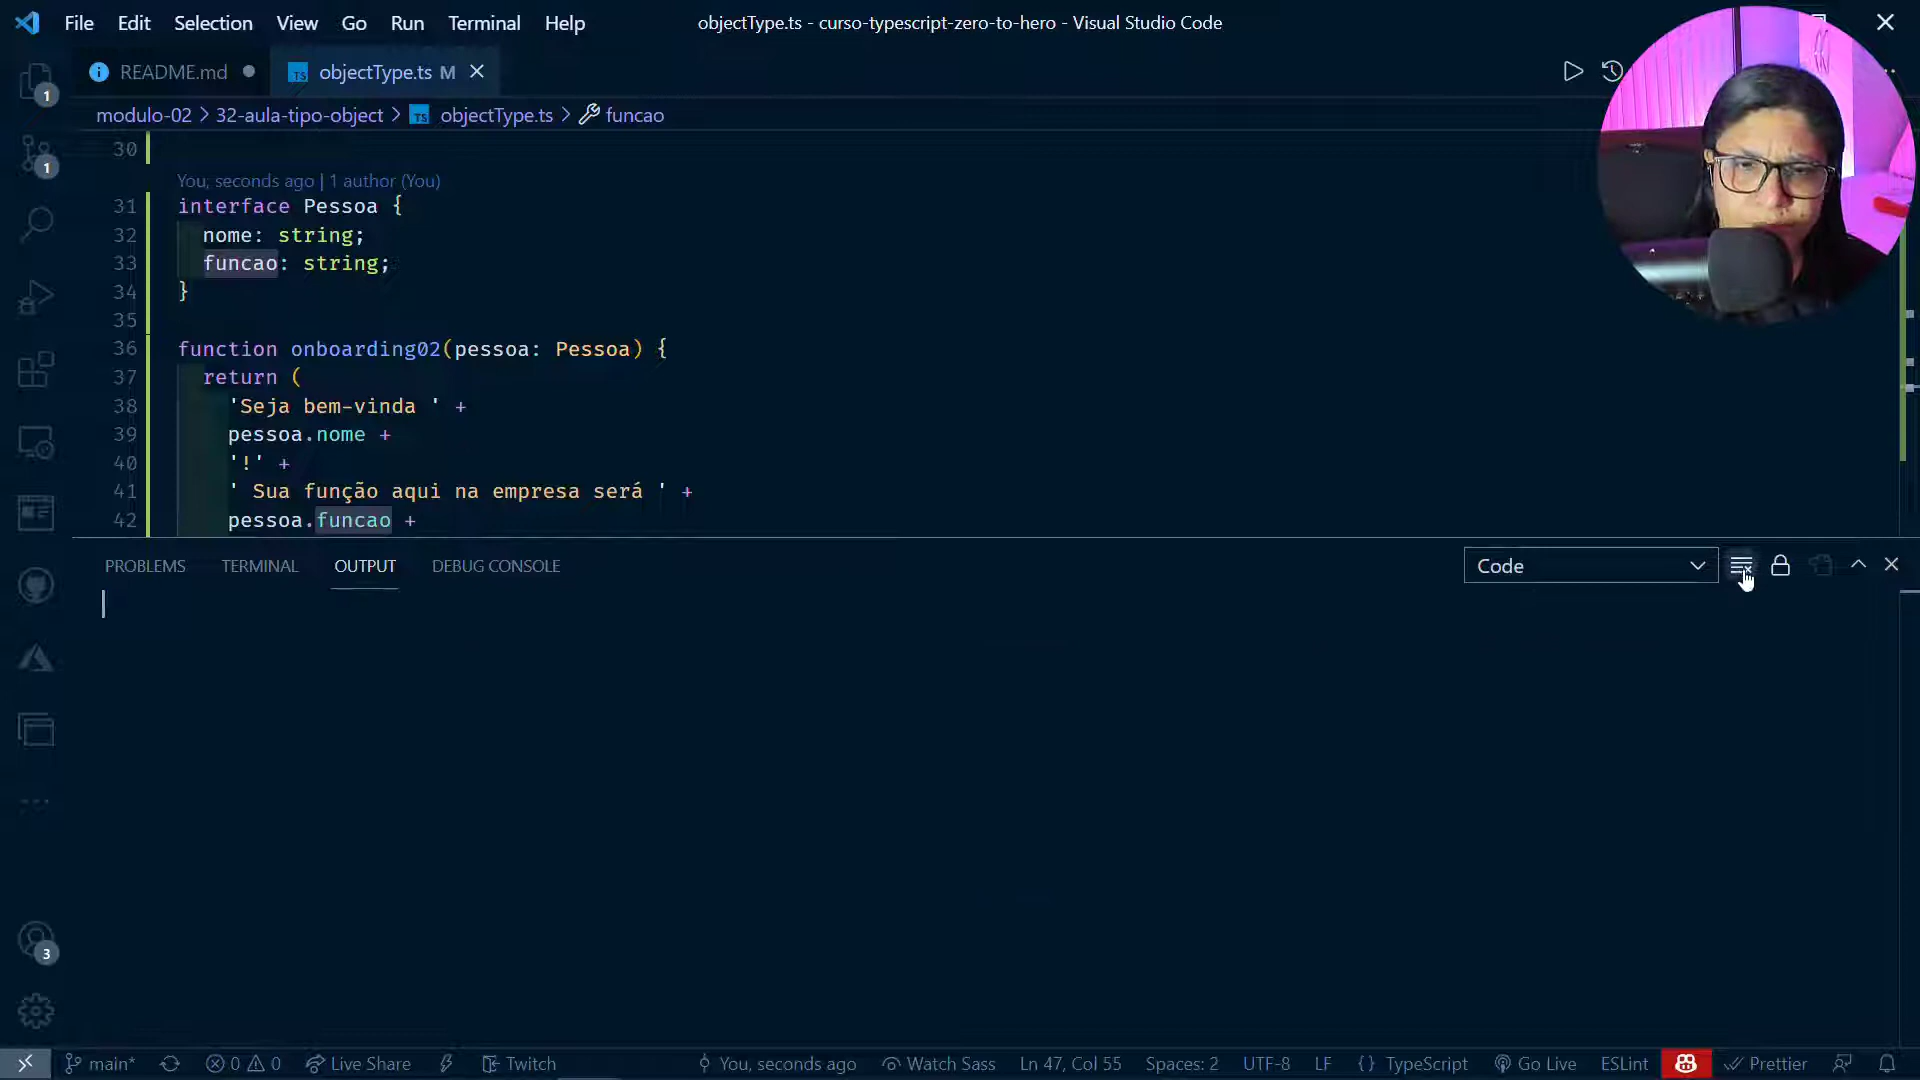 File Edit Selection View Go Run Terminal Help objectType.ts - curso-typescript-zero-to-hero - Visual Studio Code
README.md objectType.ts M
modulo-02 > 32-aula-tipo-object > TS objectType.ts > funcao
30
You, seconds ago | 1 author (You)
31 interface Pessoa {
32 nome: string;
33 funcao: string;
34 }
35
36 function onboarding02(pessoa: Pessoa) {
37 return (
38 'Seja bem-vinda ' +
39 pessoa.nome +
40 '!' +
41 ' Sua função aqui na empresa será ' +
42 pessoa.funcao +
PROBLEMS TERMINAL OUTPUT DEBUG CONSOLE Code
1
1
3
main* 0 0 Live Share Twitch You, seconds ago Watch Sass Ln 47, Col 55 Spaces: 2 UTF-8 LF {} TypeScript Go Live ESLint Prettier